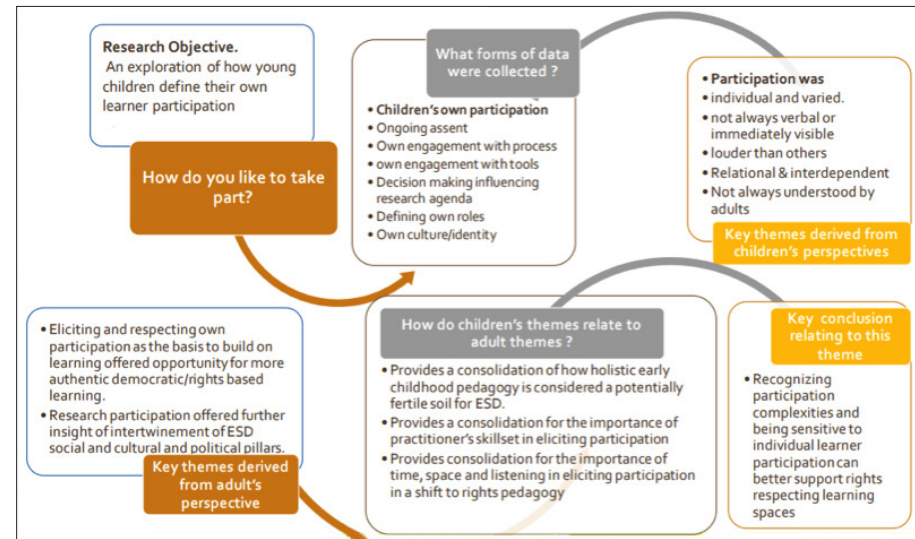 Research Objective.
An exploration of how young
children define their own
learner participation
How do you like to take
part?
What forms of data
were collected ?
• Children's own participation
• Ongoing assent
• Own engagement with process
• own engagement with tools
• Decision making influencing
research agenda
• Defining own roles
• Own culture/identity
• Participation was
• individual and varied.
• not always verbal or
immediately visible
• louder than others
• Relational & interdependent
• Not always understood by
adults
Key themes derived from
children's perspectives
• Eliciting and respecting own
participation as the basis to build on
learning offered opportunity for more
authentic democratic/rights based
learning.
• Research participation offered further
insight of intertwinement of ESD
social and cultural and political pillars.
Key themes derived
from adult's
perspective
How do children's themes relate to
adult themes ?
• Provides a consolidation of how holistic early
childhood pedagogy is considered a potentially
fertile soil for ESD.
• Provides a consolidation for the importance of
practitioner's skillset in eliciting participation
• Provides consolidation for the importance of
time, space and listening in eliciting participation
in a shift to rights pedagogy
Key conclusion
relating to this
theme
• Recognizing
participation
complexities and
being sensitive to
individual learner
participation can
better support rights
respecting learning
spaces